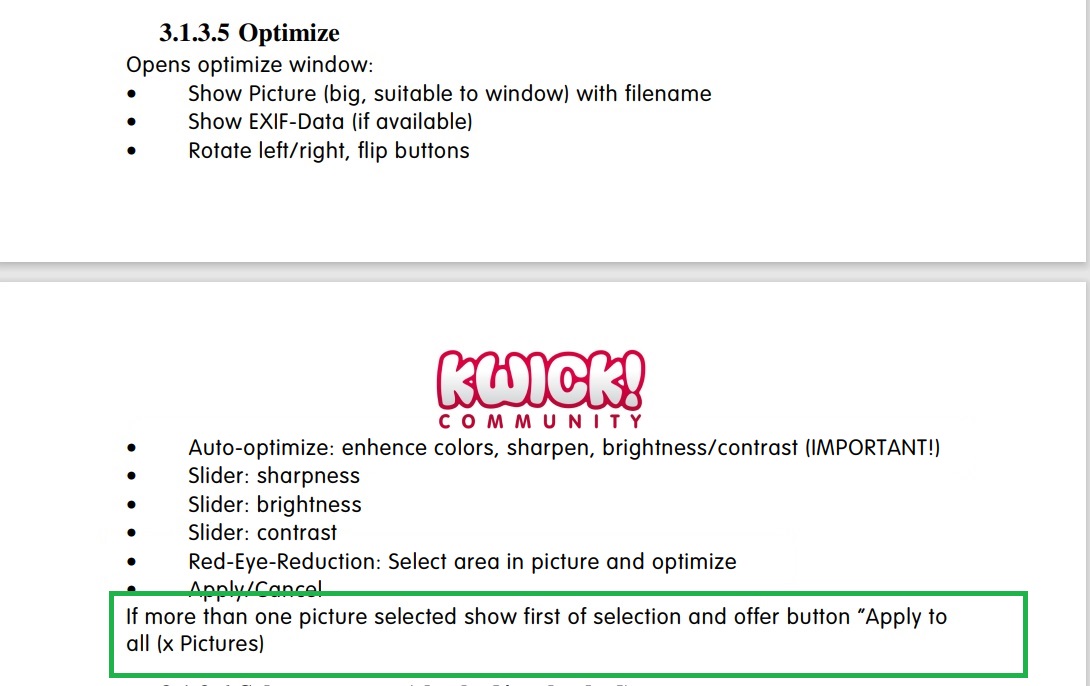 3.1.3.5 Optimize
Opens optimize window:
• Show Picture (big, suitable to window) with filename
• Show EXIF-Data (if available)
• Rotate left/right, flip buttons
KWICK!
COMMUNITY
• Auto-optimize: enhence colors, sharpen, brightness/contrast (IMPORTANT!)
• Slider: sharpness
• Slider: brightness
• Slider: contrast
• Red-Eye-Reduction: Select area in picture and optimize
• Apply/Cancel
If more than one picture selected show first of selection and offer button “Apply to
all (x Pictures)